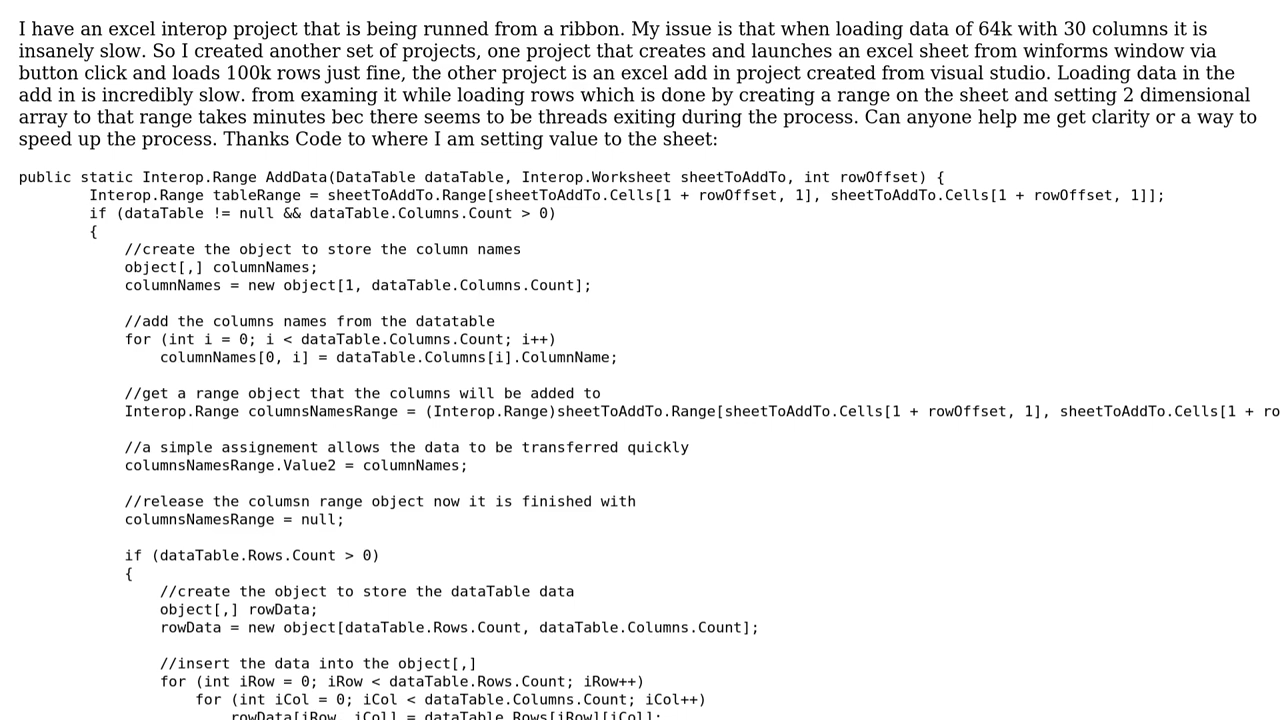 I have an excel interop project that is being runned from a ribbon. My issue is that when loading data of 64k with 30 columns it is
insanely slow. So I created another set of projects, one project that creates and launches an excel sheet from winforms window via
button click and loads 100k rows just fine, the other project is an excel add in project created from visual studio. Loading data in the
add in is incredibly slow. from examing it while loading rows which is done by creating a range on the sheet and setting 2 dimensional
array to that range takes minutes bec there seems to be threads exiting during the process. Can anyone help me get clarity or a way to
speed up the process. Thanks Code to where I am setting value to the sheet:
public static Interop.Range AddData(DataTable dataTable, Interop.Worksheet sheetToAddTo, int rowOffset) {
Interop.Range tableRange = sheetToAddTo.Range[sheetToAddTo.Cells[1 + rowOffset, 1], sheetToAddTo.Cells[1 + rowOffset, 1]];
if (dataTable != null && dataTable.Columns.Count > 0)
{
//create the object to store the column names
object[,] columnNames;
columnNames = new object[1, dataTable.Columns.Count];
//add the columns names from the datatable
for (int i = 0; i < dataTable.Columns.Count; i++)
columnNames[0, i] = dataTable.Columns[i].ColumnName;
//get a range object that the columns will be added to
Interop.Range columnsNamesRange = (Interop.Range)sheetToAddTo.Range[sheetToAddTo.Cells[1 + rowOffset, 1], sheetToAddTo.Cells[1 + ro
//a simple assignement allows the data to be transferred quickly
columnsNamesRange.Value2 = columnNames;
//release the columsn range object now it is finished with
columnsNamesRange = null;
if (dataTable.Rows.Count > 0)
{
//create the object to store the dataTable data
object[,] rowData;
rowData = new object[dataTable.Rows.Count, dataTable.Columns.Count];
//insert the data into the object[,]
for (int iRow = 0; iRow < dataTable.Rows.Count; iRow++)
for (int iCol = 0; iCol < dataTable.Columns.Count; iCol++)
rowData[iRow, iCol] = dataTable.Rows[iRow][iCol];